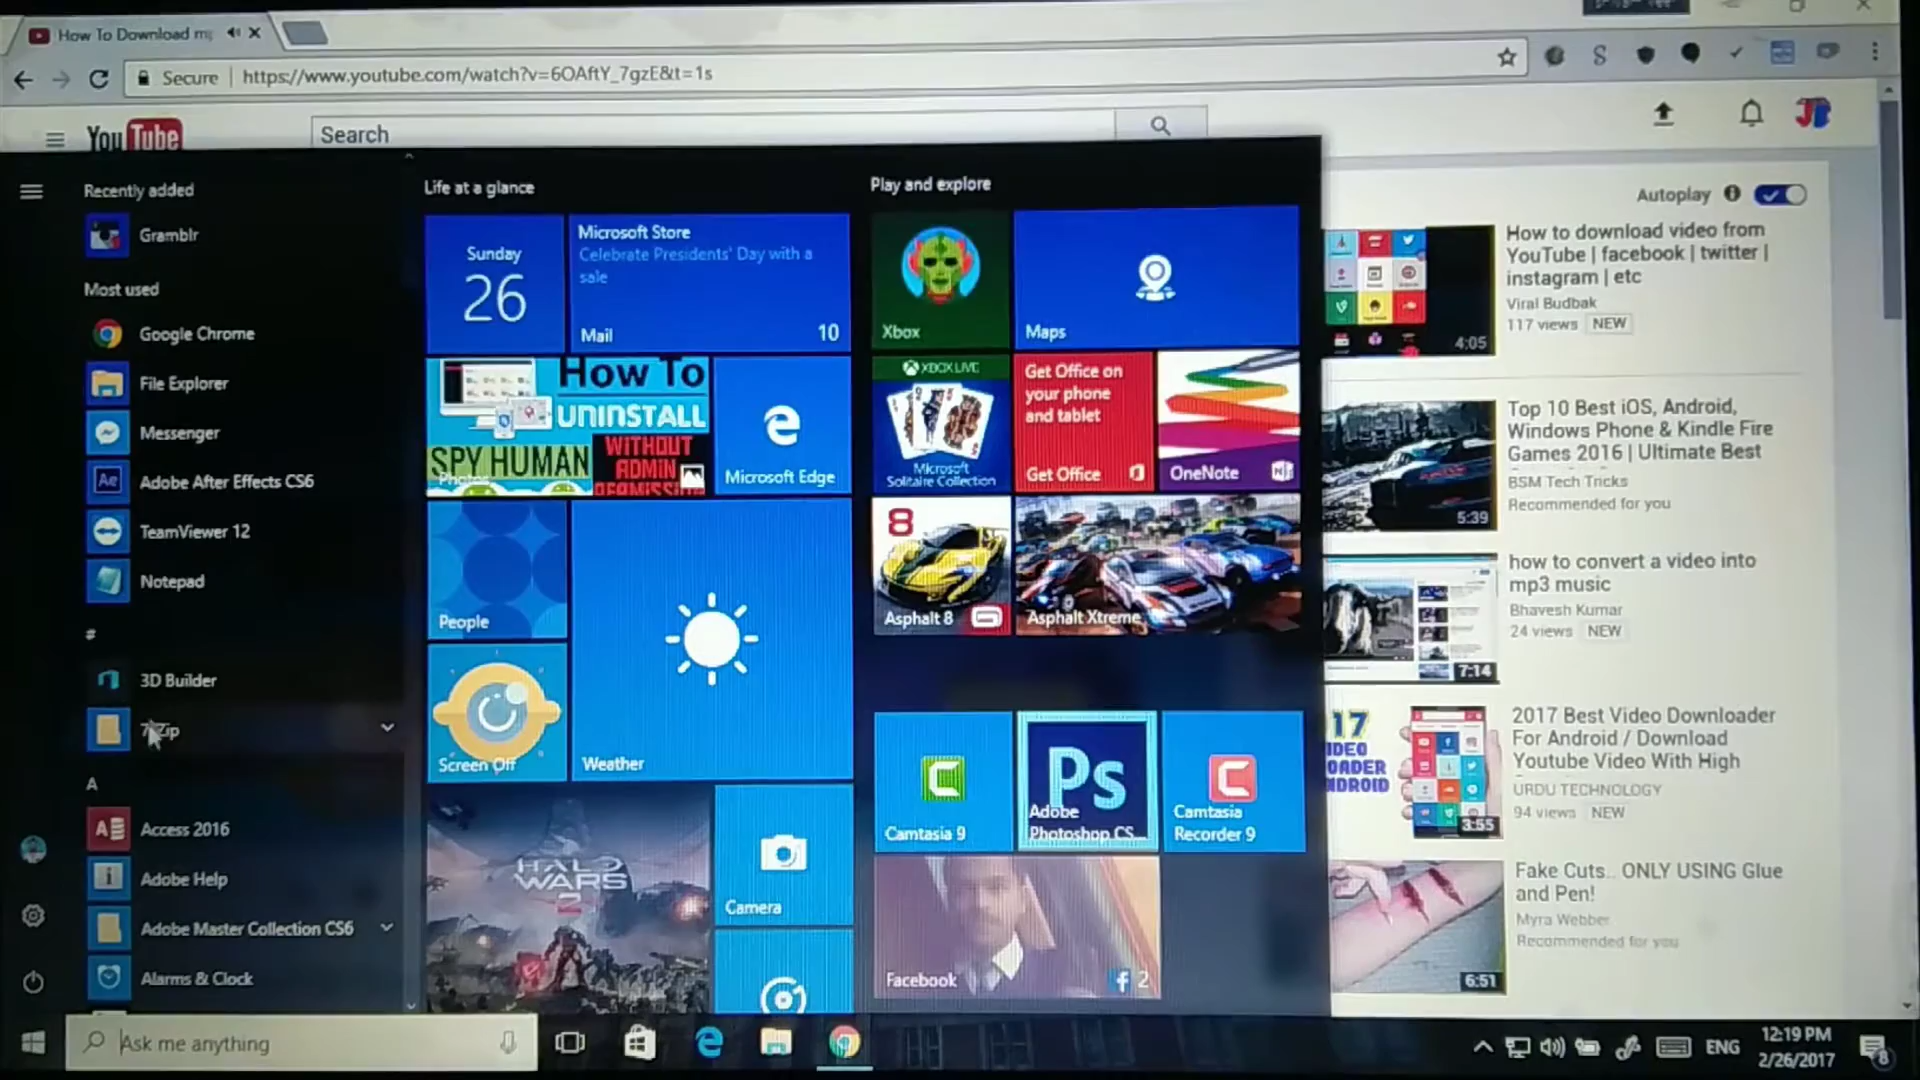 How To Download m
Secure
https://www.youtube.com/watch?v=6OAftY_7gzE&t=1s
YouTube
Search
Autoplay
Recently added
Gramblr
Most used
Google Chrome
File Explorer
Messenger
Ae
Adobe After Effects CS6
TeamViewer 12
Notepad
#
3D Builder
A
Access 2016
Adobe Help
Adobe Master Collection CS6
Alarms & Clock
Life at a glance
Sunday
26
Microsoft Store
Celebrate Presidents' Day with a
sale
Mail
10
How To
UNINSTALL
SPY HUMAN
WITHOUT
ADMIN
Photos
Microsoft Edge
People
Weather
Screen Off
HALO
WARS
2
Camera
Play and explore
Xbox
Maps
XBOX LIVE
Microsoft
Solitaire Collection
Get Office on
your phone
and tablet
Get Office
OneNote
8
Asphalt 8
Asphalt Xtreme
Camtasia 9
Ps
Adobe
Photoshop CS...
Camtasia
Recorder 9
Facebook
2
How to download video from
YouTube | facebook | twitter |
instagram | etc
Viral Budbak
117 views NEW
4:05
Top 10 Best iOS, Android,
Windows Phone & Kindle Fire
Games 2016 | Ultimate Best
BSM Tech Tricks
Recommended for you
5:39
how to convert a video into
mp3 music
Bhavesh Kumar
24 views NEW
7:14
17
2017 Best Video Downloader
For Android / Download
Youtube Video With High
URDU TECHNOLOGY
94 views NEW
3:55
Fake Cuts.. ONLY USING Glue
and Pen!
Myra Webber
Recommended for you
6:51
Ask me anything
ENG
12:19 PM
2/26/2017
8